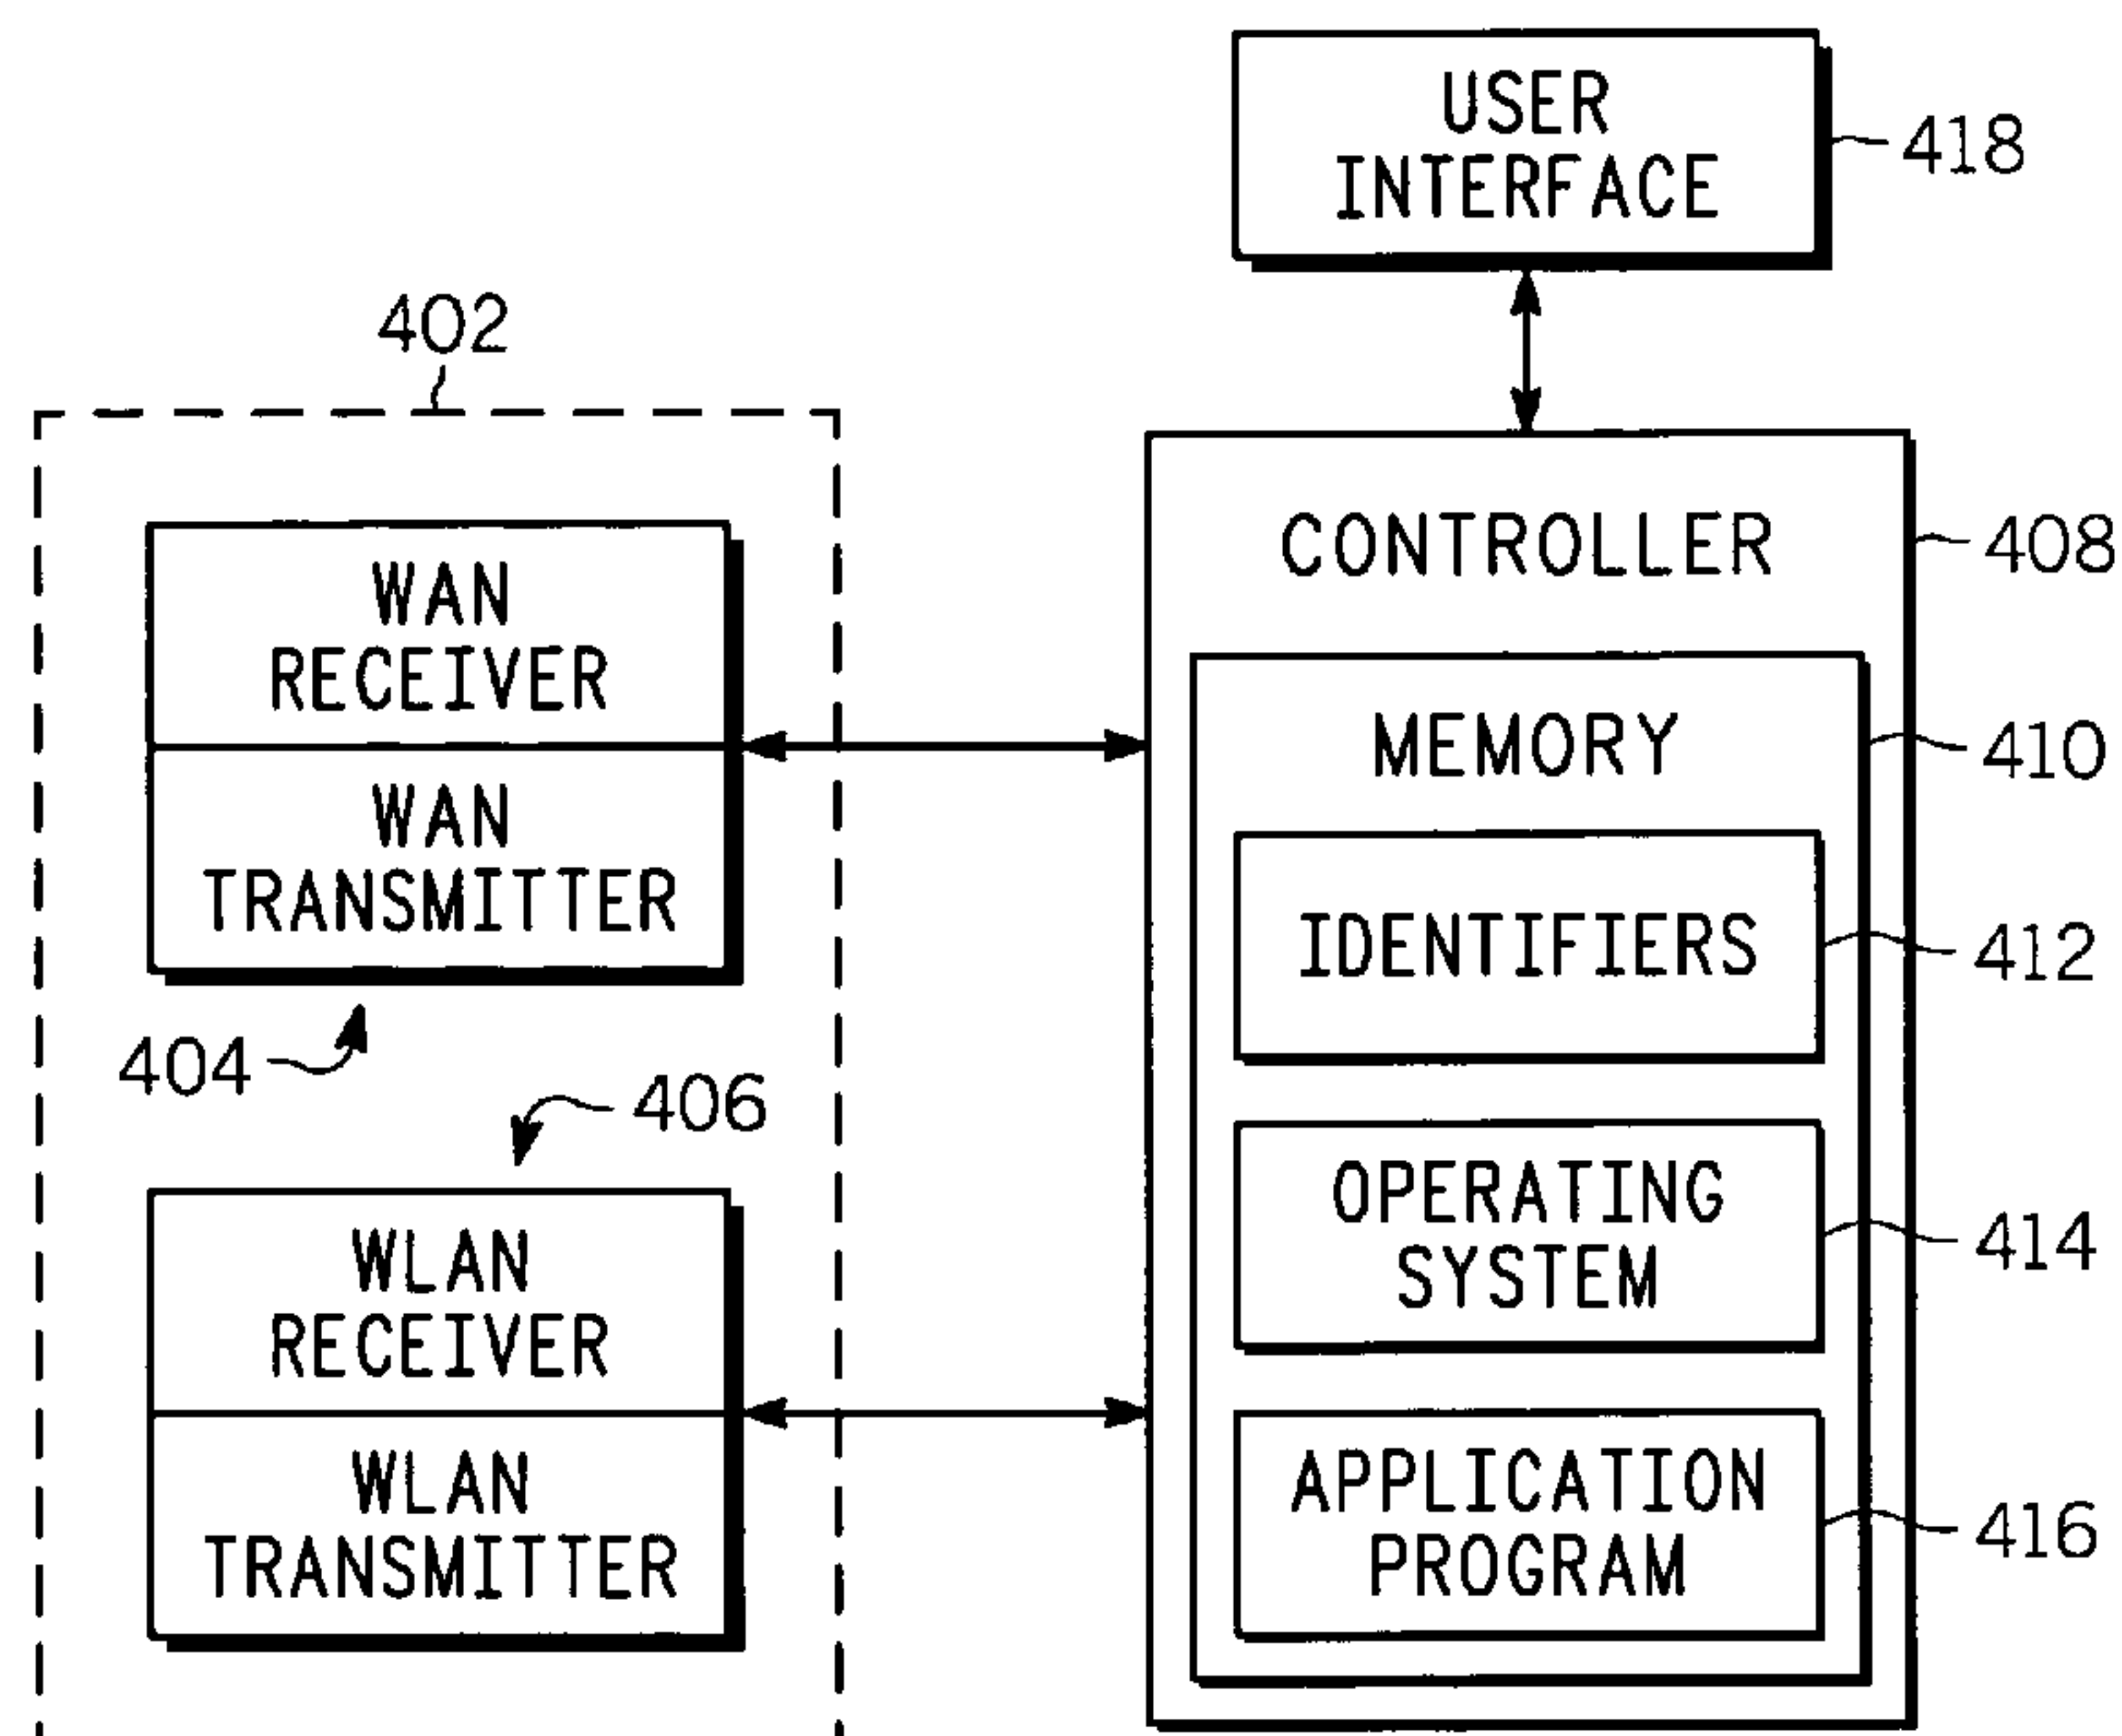 USER
INTERFACE
418
402
CONTROLLER
408
WAN
RECEIVER
WAN
TRANSMITTER
404
MEMORY
410
IDENTIFIERS
412
406
OPERATING
SYSTEM
414
WLAN
RECEIVER
WLAN
TRANSMITTER
APPLICATION
PROGRAM
416